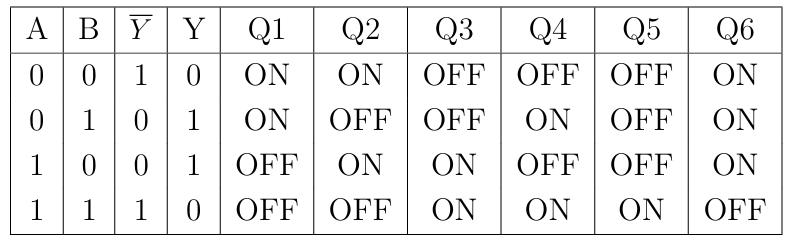 A B Y̅ Y Q1 Q2 Q3 Q4 Q5 Q6
0 0 1 0 ON ON OFF OFF OFF ON
0 1 0 1 ON OFF OFF ON OFF ON
1 0 0 1 OFF ON ON OFF OFF ON
1 1 1 0 OFF OFF ON ON ON OFF